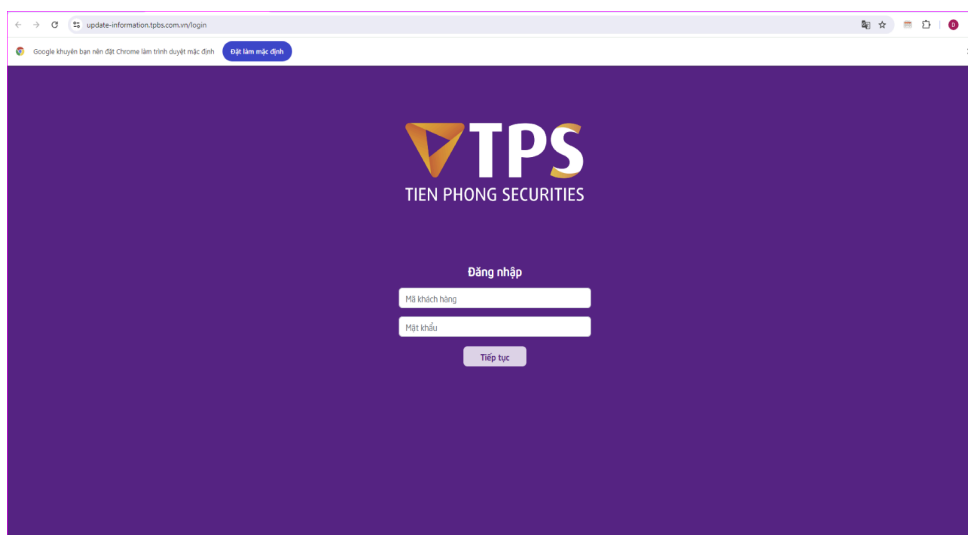 update-information.tpbs.com.vn/login
Google khuyên bạn nên đặt Chrome làm trình duyệt mặc định
Đặt làm mặc định
TPS
TIEN PHONG SECURITIES
Đăng nhập
Mã khách hàng
Mật khẩu
Tiếp tục